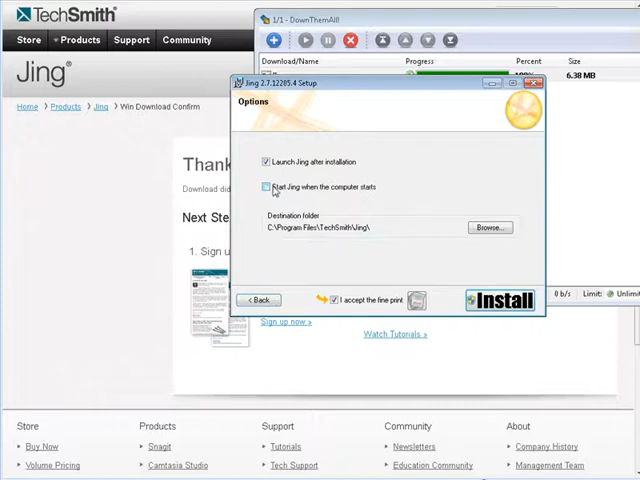 TechSmith
Store Products Support Community
Jing
Home Products Jing Win Download Confirm
1/1 - DownThemAll!
Download/Name Progress Percent Size
100% 6.38 MB
Jing 2.7.12205.4 Setup
Options
Launch Jing after installation
Start Jing when the computer starts
Destination folder
C:\Program Files\TechSmith\Jing\
Browse...
< Back
I accept the fine print
Install
Thank
Download did
Next Ste
1. Sign u
Sign up now »
Watch Tutorials »
0 b/s Limit: Unlimit
Store Products Support Community About
Buy Now Snagit Tutorials Newsletters Company History
Volume Pricing Camtasia Studio Tech Support Education Community Management Team